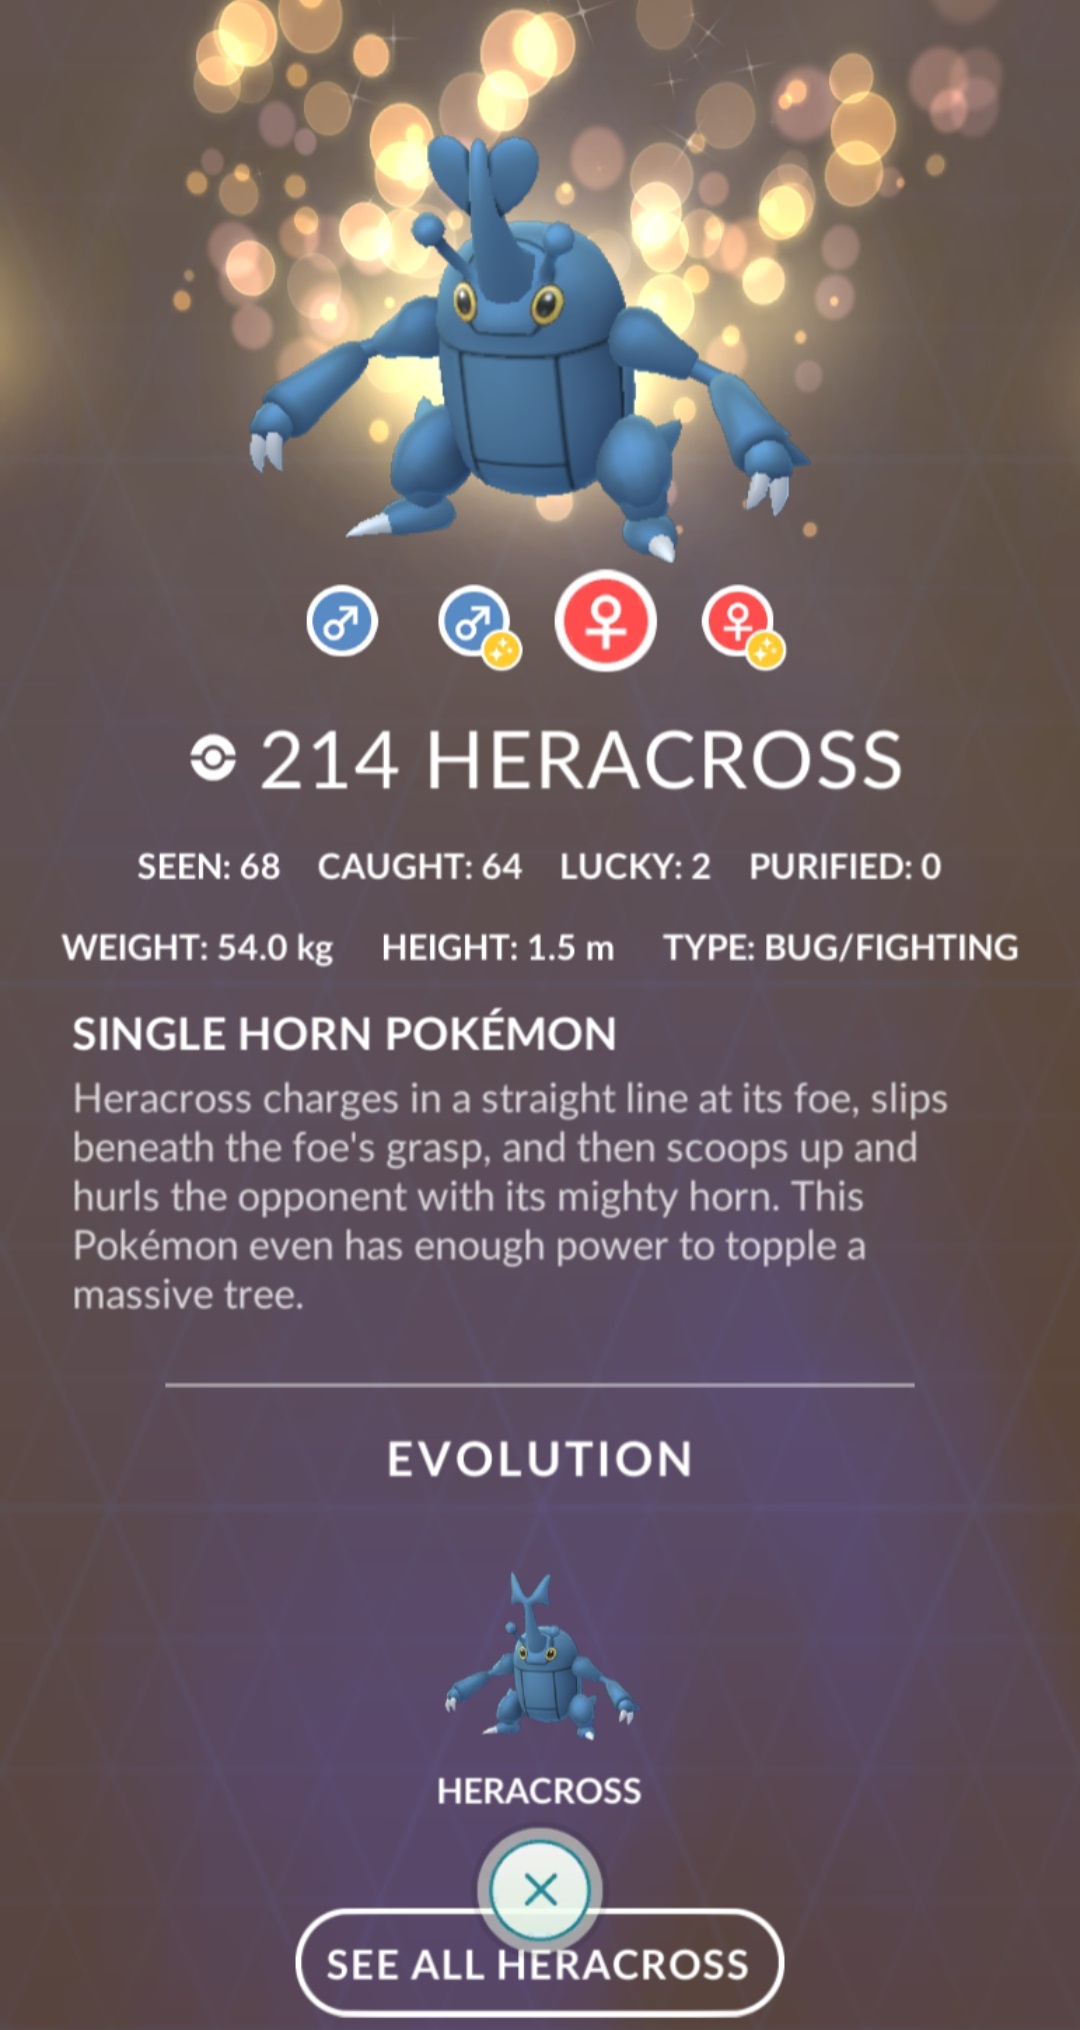 214 HERACROSS
SEEN: 68 CAUGHT: 64 LUCKY: 2 PURIFIED: 0
WEIGHT: 54.0 kg HEIGHT: 1.5 m TYPE: BUG/FIGHTING
SINGLE HORN POKÉMON
Heracross charges in a straight line at its foe, slips
beneath the foe's grasp, and then scoops up and
hurls the opponent with its mighty horn. This
Pokémon even has enough power to topple a
massive tree.
EVOLUTION
HERACROSS
SEE ALL HERACROSS